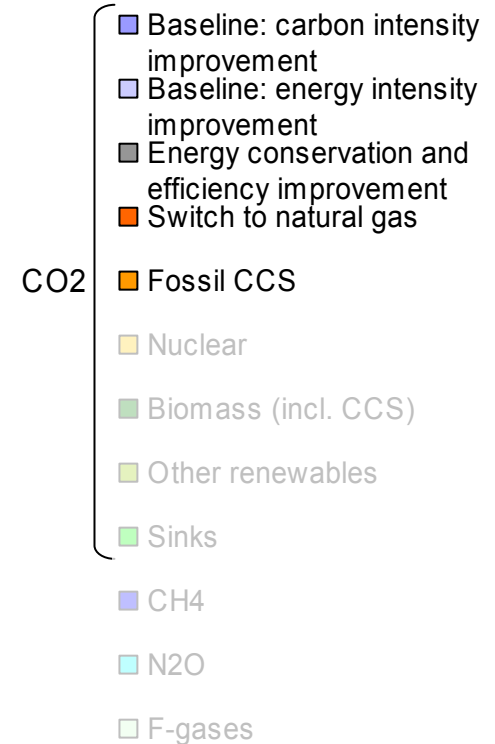 Baseline: carbon intensity
improvement
Baseline: energy intensity
improvement
Energy conservation and
efficiency improvement
Switch to natural gas
CO2
Fossil CCS
Nuclear
Biomass (incl. CCS)
Other renewables
Sinks
CH4
N2O
F-gases